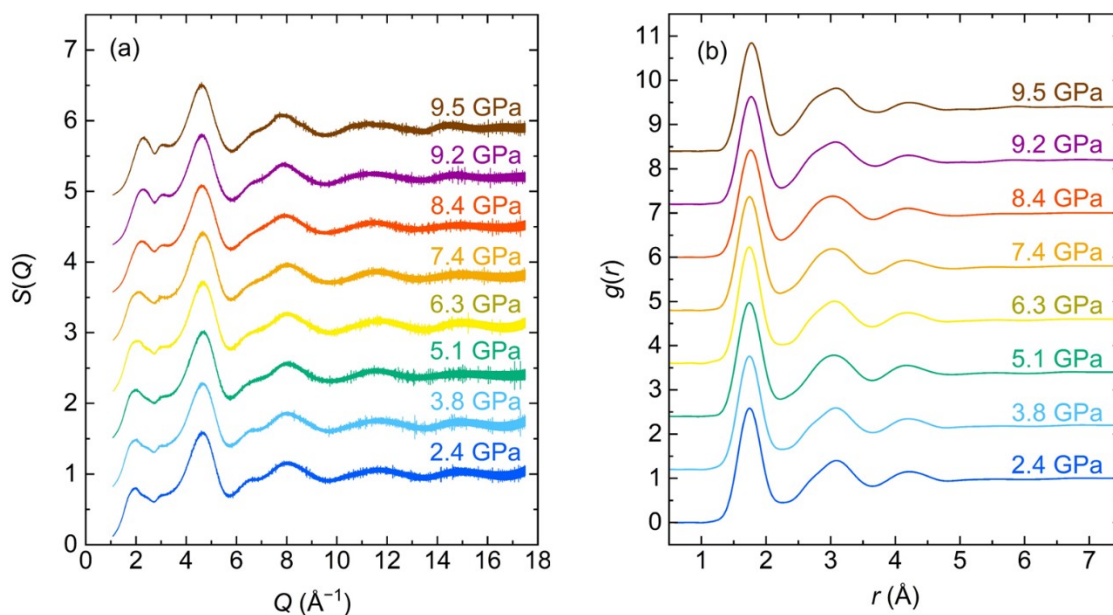 (a)
S(Q)
7
6
5
4
3
2
1
0
9.5 GPa
9.2 GPa
8.4 GPa
7.4 GPa
6.3 GPa
5.1 GPa
3.8 GPa
2.4 GPa
0 2 4 6 8 10 12 14 16 18
Q (Å⁻¹)
(b)
g(r)
11
10
9
8
7
6
5
4
3
2
1
0
9.5 GPa
9.2 GPa
8.4 GPa
7.4 GPa
6.3 GPa
5.1 GPa
3.8 GPa
2.4 GPa
1 2 3 4 5 6 7
r (Å)